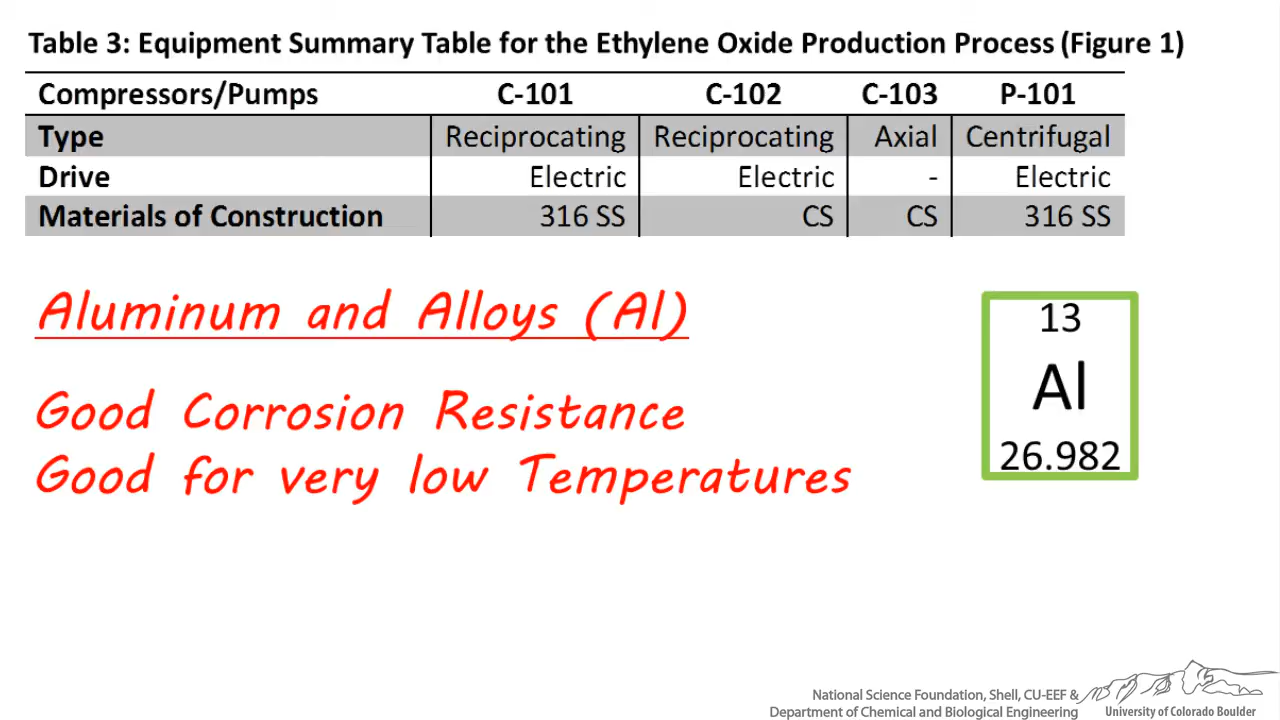 Table 3: Equipment Summary Table for the Ethylene Oxide Production Process (Figure 1)
Compressors/Pumps C-101 C-102 C-103 P-101
Type Reciprocating Reciprocating Axial Centrifugal
Drive Electric Electric - Electric
Materials of Construction 316 SS CS CS 316 SS
Aluminum and Alloys (Al)
Good Corrosion Resistance
Good for very low Temperatures
13
Al
26.982
National Science Foundation, Shell, CU-EEF &
Department of Chemical and Biological Engineering
University of Colorado Boulder